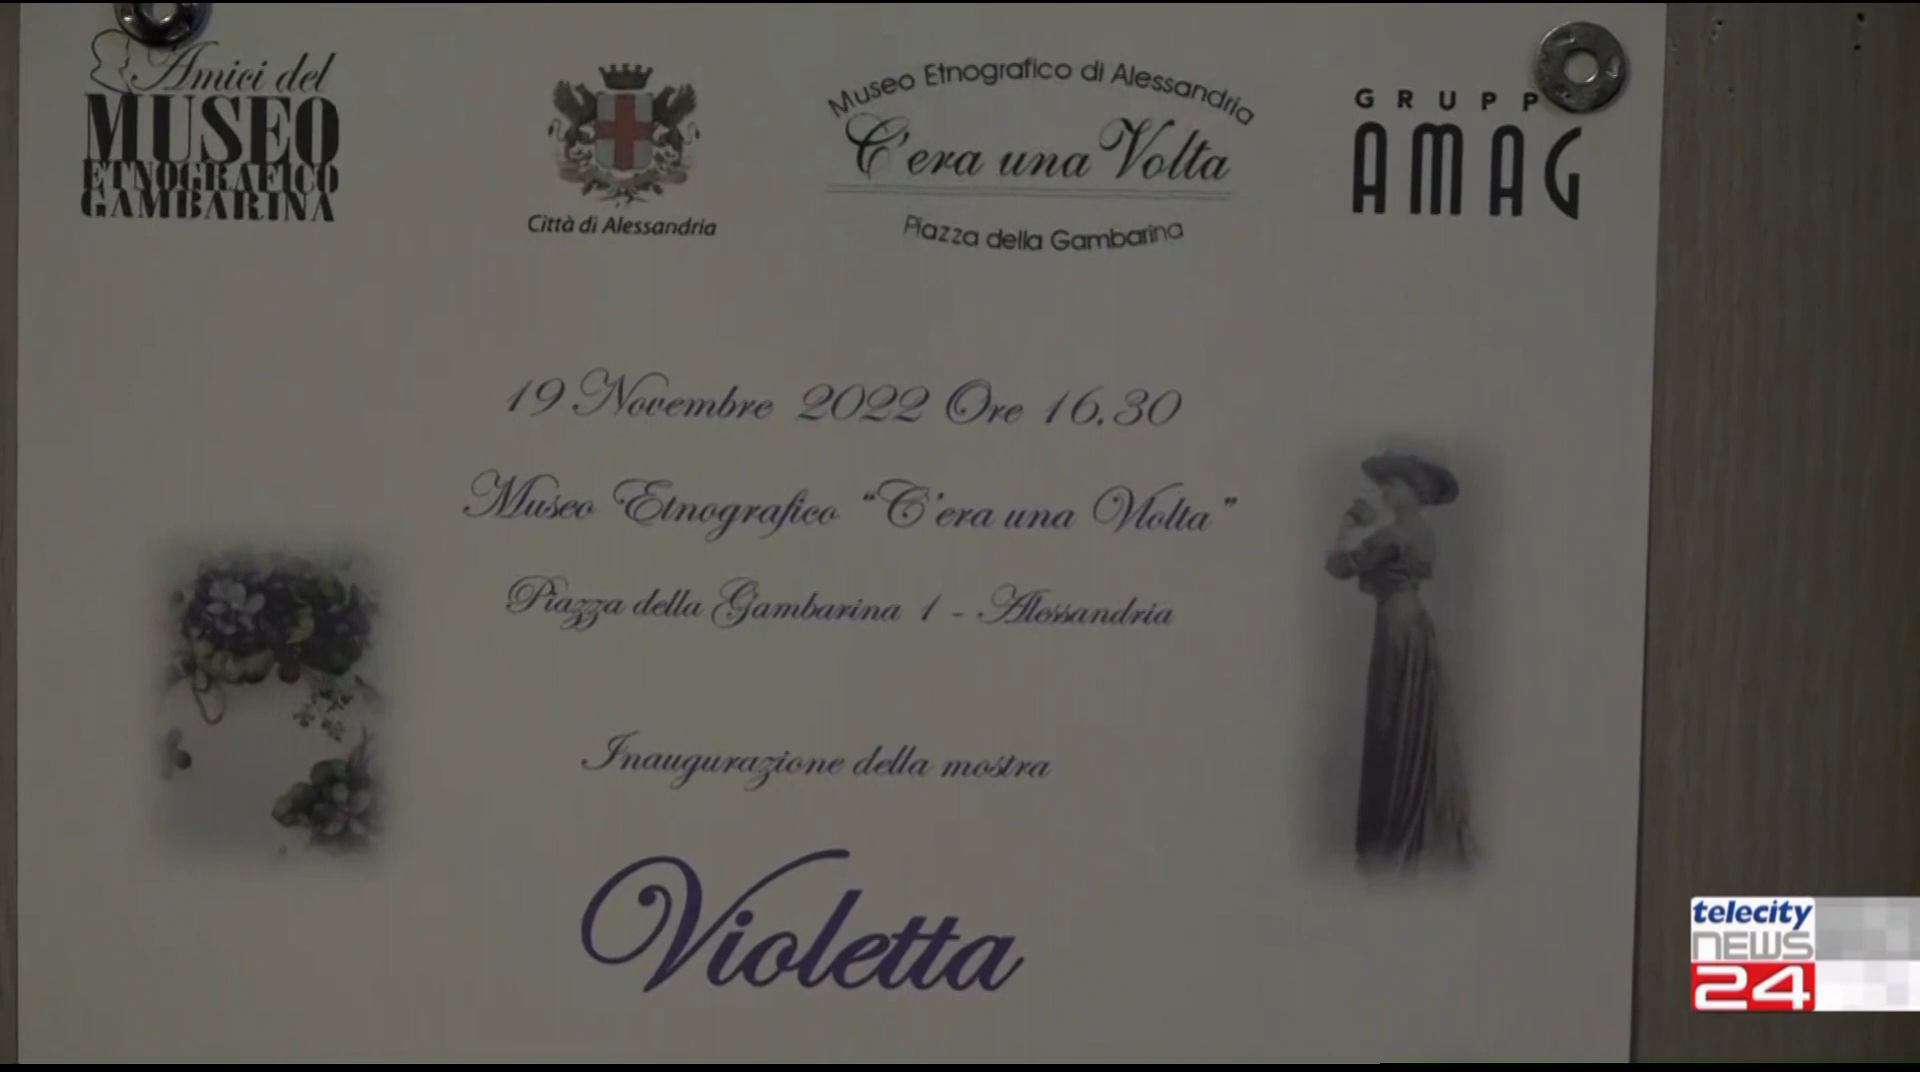 Amici del
MUSEO
ETNOGRAFICO
GAMBARINA
Città di Alessandria
Museo Etnografico di Alessandria
C'era una Volta
Piazza della Gambarina
GRUPP
AMAG
19 Novembre 2022 Ore 16.30
Museo Etnografico “C'era una Volta”
Piazza della Gambarina 1 - Alessandria
Inaugurazione della mostra
Violetta
telecity
NEWS
24